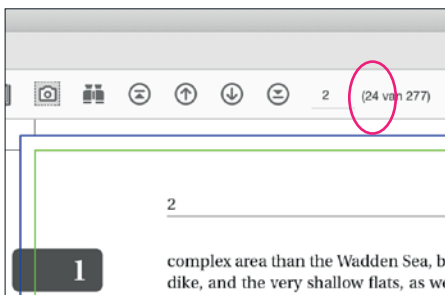 2 (24 van 277)
2
1
complex area than the Wadden Sea, b
dike, and the very shallow flats, as we